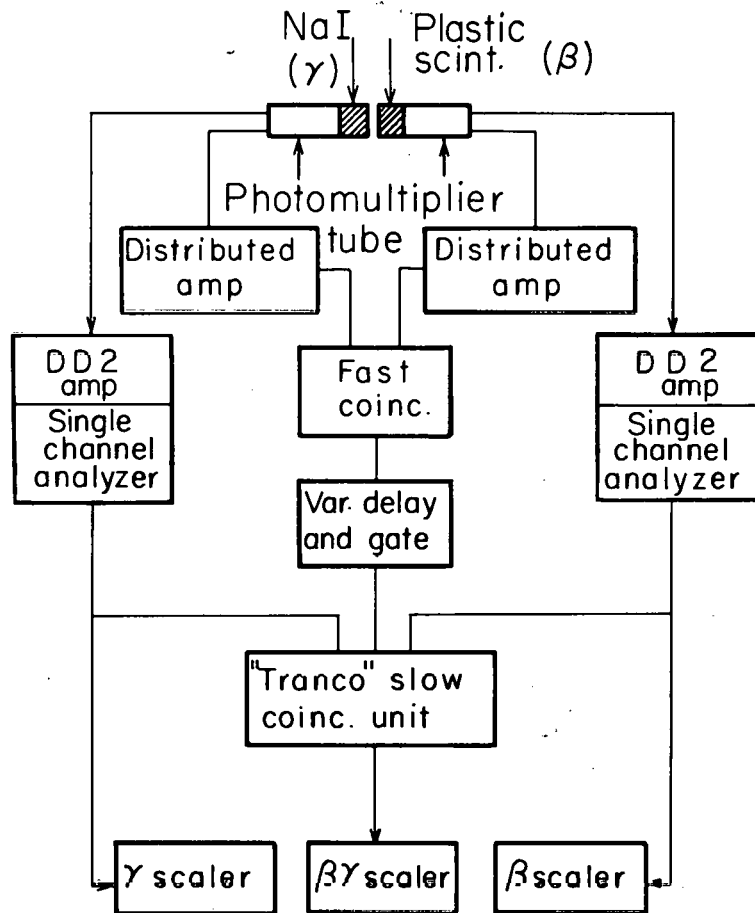 NaI
(γ)
Plastic
scint. (β)
Photomultiplier
tube
Distributed
amp
Distributed
amp
DD2
amp
Single
channel
analyzer
Fast
coinc.
DD2
amp
Single
channel
analyzer
Var. delay
and gate
"Tranco" slow
coinc. unit
γ scaler
βγ scaler
β scaler